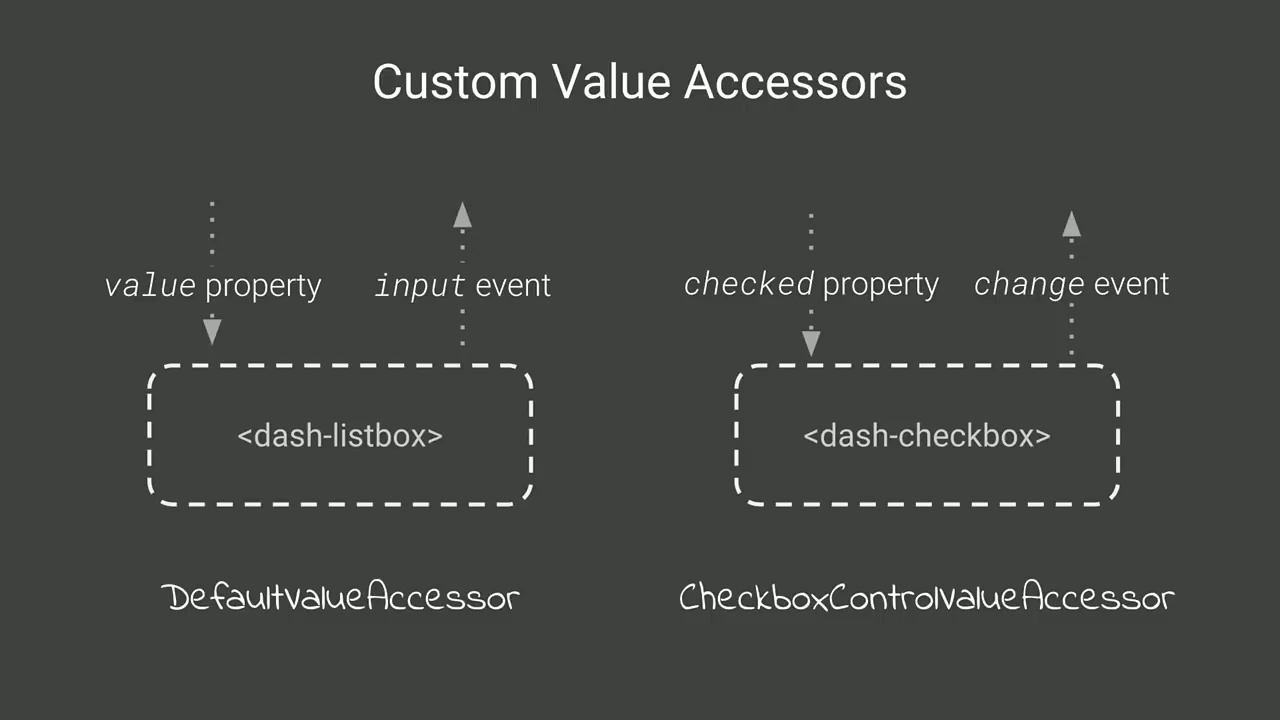 Custom Value Accessors
value property
input event
checked property
change event
<dash-listbox>
<dash-checkbox>
DefaultValueAccessor
CheckboxControlValueAccessor